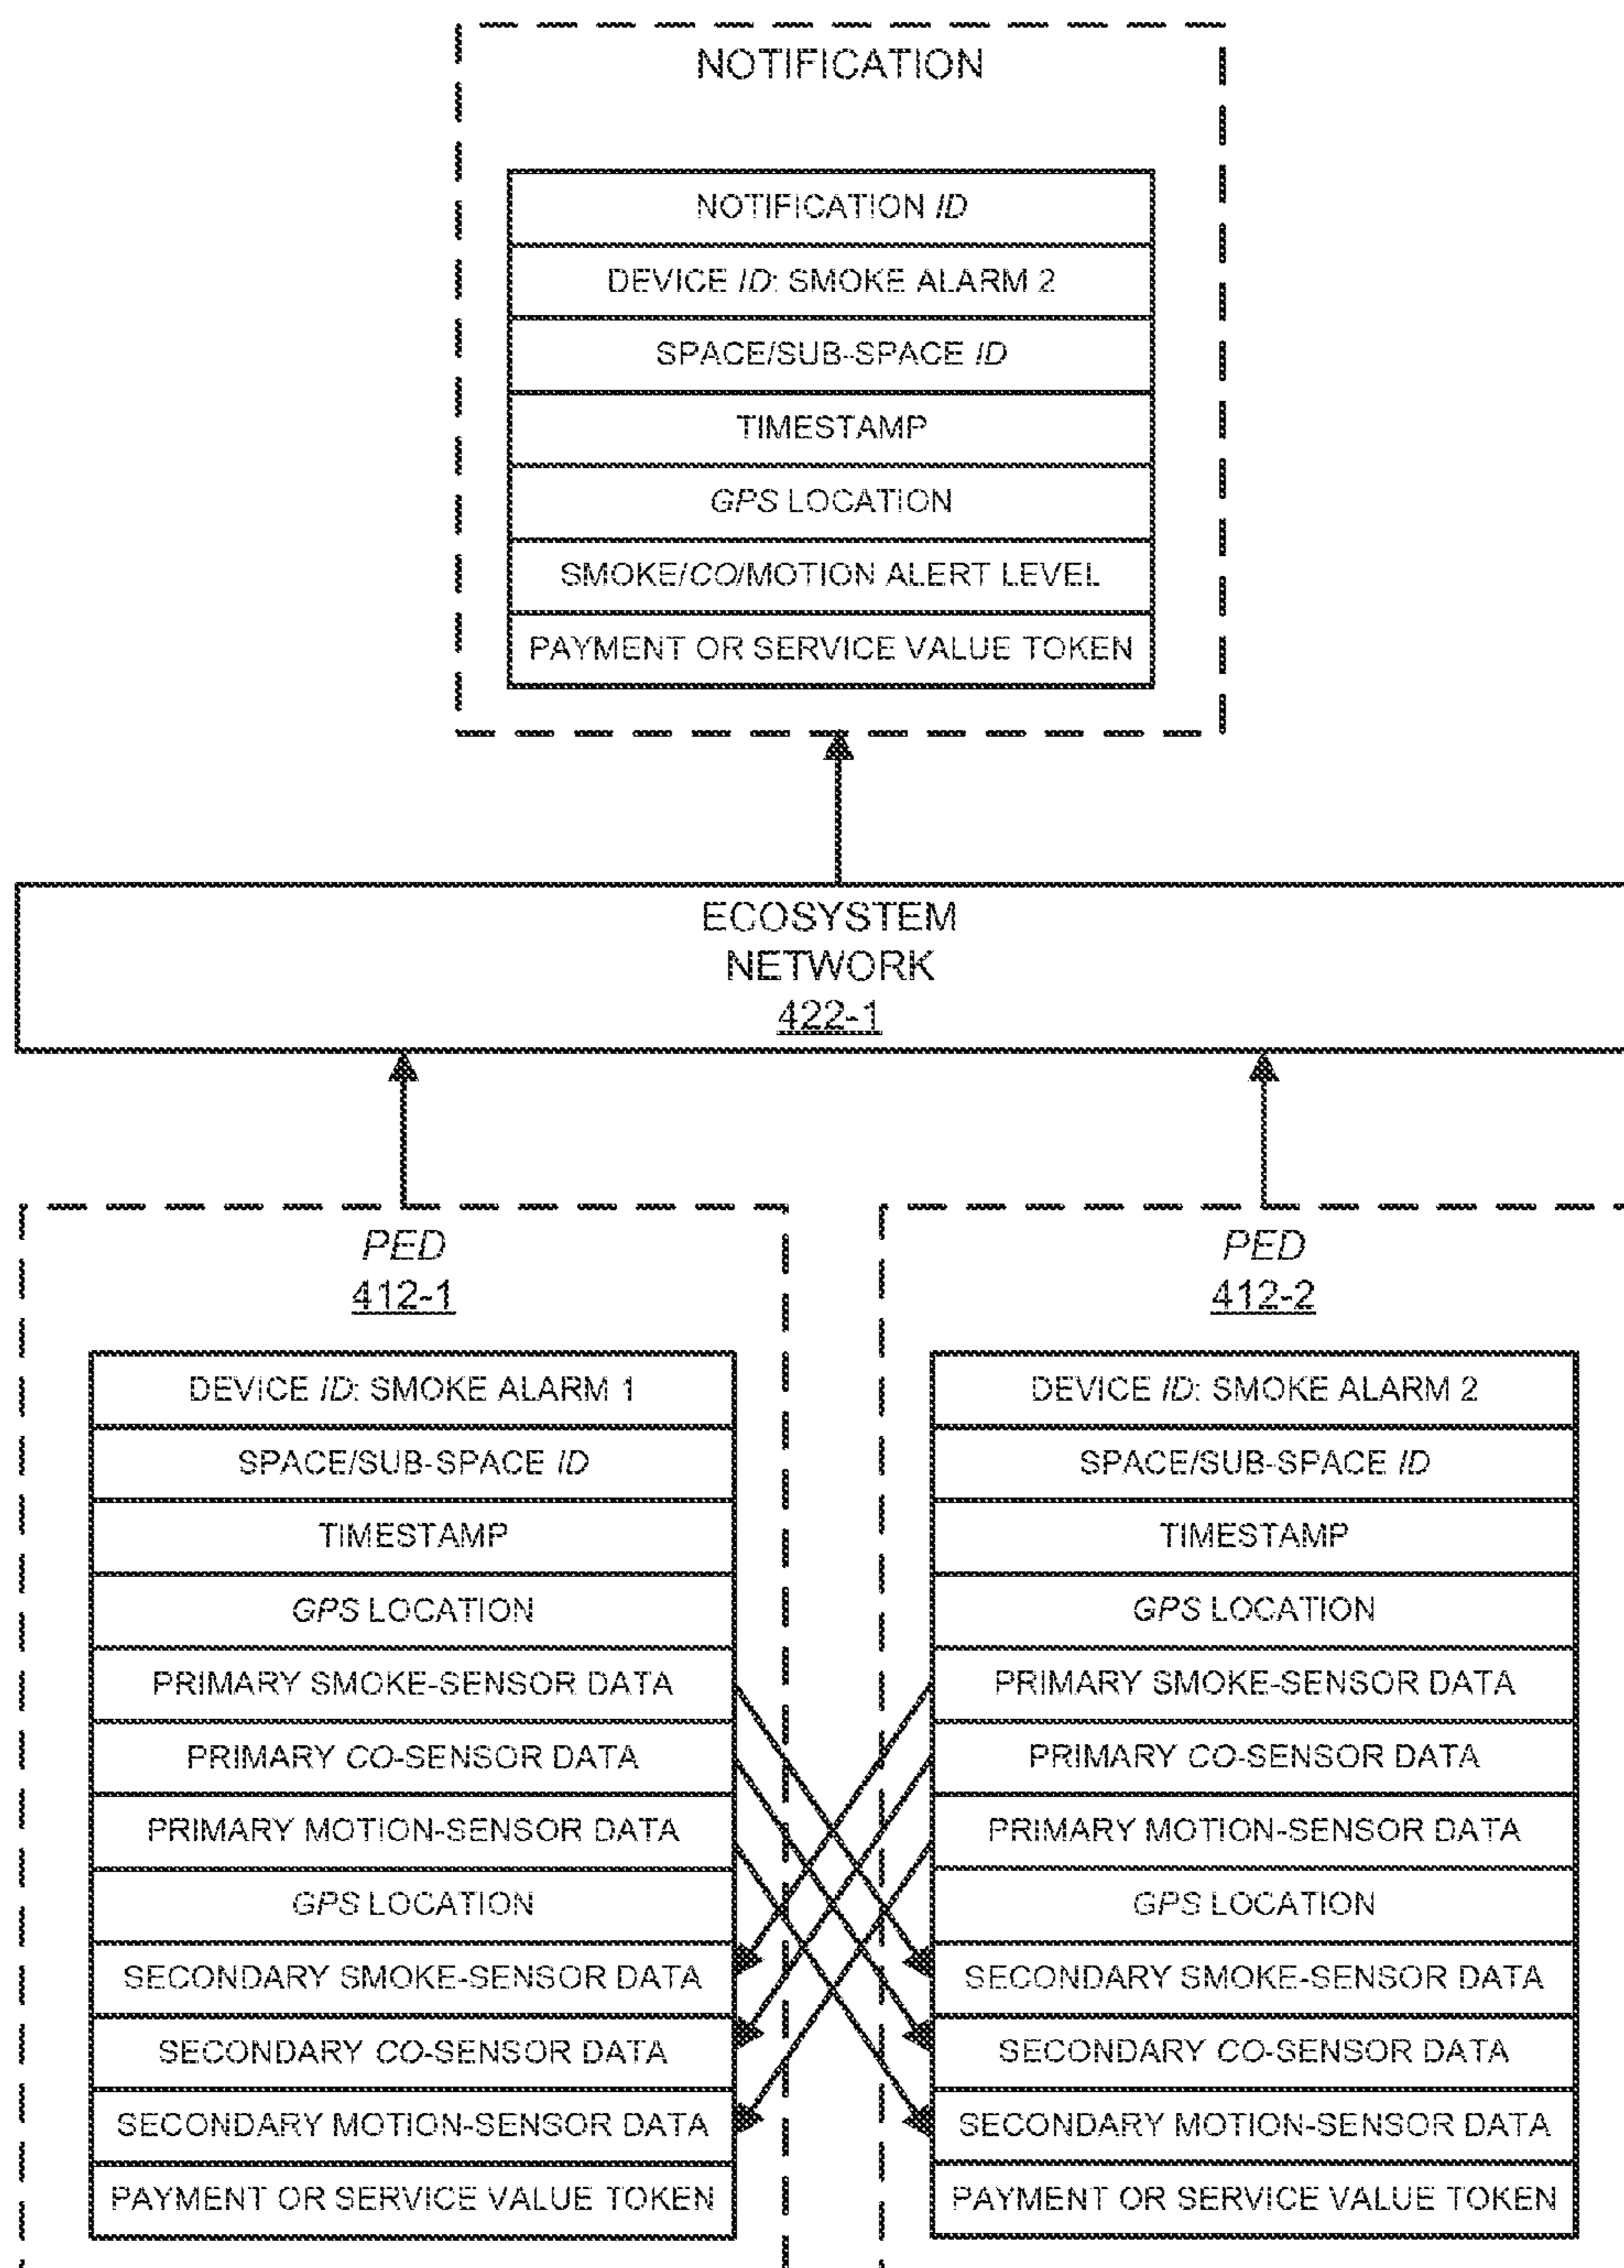 NOTIFICATION
NOTIFICATION ID
DEVICE ID: SMOKE ALARM 2
SPACE/SUB-SPACE ID
TIMESTAMP
GPS LOCATION
SMOKE/CO/MOTION ALERT LEVEL
PAYMENT OR SERVICE VALUE TOKEN
ECOSYSTEM
NETWORK
422-1
PED
412-1
DEVICE ID: SMOKE ALARM 1
SPACE/SUB-SPACE ID
TIMESTAMP
GPS LOCATION
PRIMARY SMOKE-SENSOR DATA
PRIMARY CO-SENSOR DATA
PRIMARY MOTION-SENSOR DATA
GPS LOCATION
SECONDARY SMOKE-SENSOR DATA
SECONDARY CO-SENSOR DATA
SECONDARY MOTION-SENSOR DATA
PAYMENT OR SERVICE VALUE TOKEN
PED
412-2
DEVICE ID: SMOKE ALARM 2
SPACE/SUB-SPACE ID
TIMESTAMP
GPS LOCATION
PRIMARY SMOKE-SENSOR DATA
PRIMARY CO-SENSOR DATA
PRIMARY MOTION-SENSOR DATA
GPS LOCATION
SECONDARY SMOKE-SENSOR DATA
SECONDARY CO-SENSOR DATA
SECONDARY MOTION-SENSOR DATA
PAYMENT OR SERVICE VALUE TOKEN